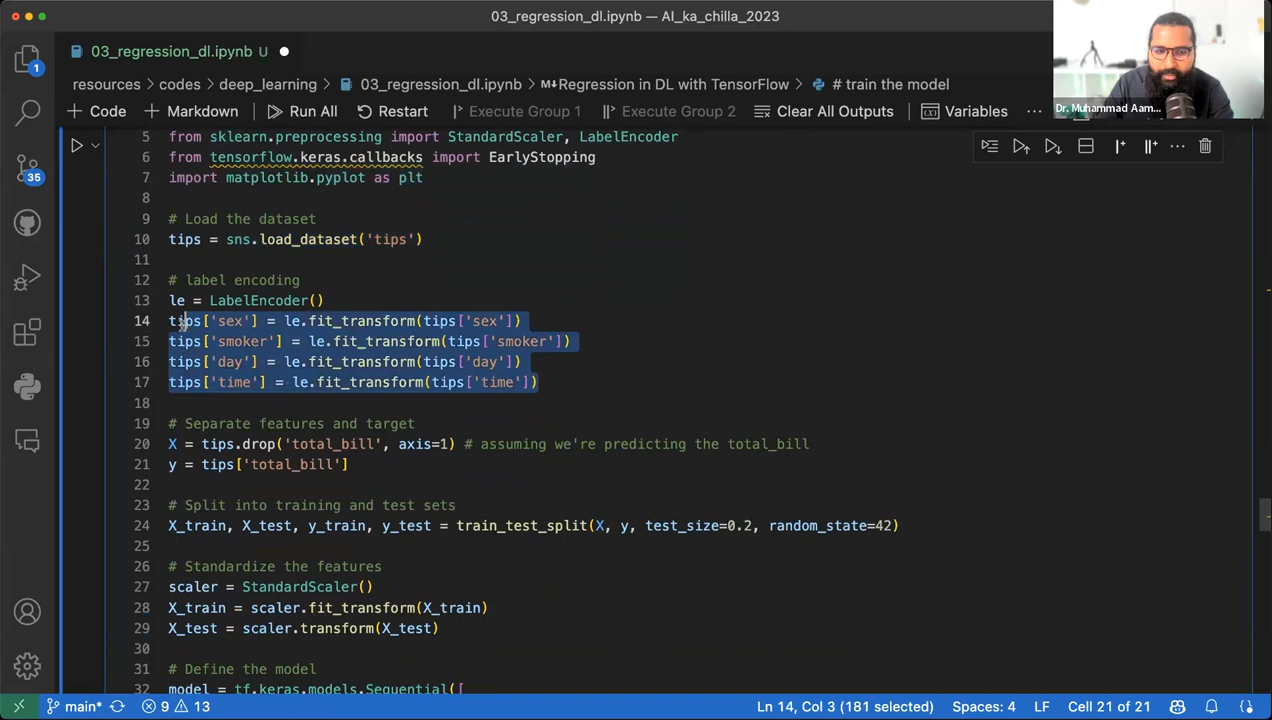 03_regression_dl.ipynb — AI_ka_chilla_2023
03_regression_dl.ipynb U
resources > codes > deep_learning > 03_regression_dl.ipynb > M↓Regression in DL with TensorFlow > # train the model
+ Code + Markdown Run All Restart Execute Group 1 Execute Group 2 Clear All Outputs Variables ...
Dr. Muhammad Aam...
1
35
5 from sklearn.preprocessing import StandardScaler, LabelEncoder
6 from tensorflow.keras.callbacks import EarlyStopping
7 import matplotlib.pyplot as plt
8
9 # Load the dataset
10 tips = sns.load_dataset('tips')
11
12 # label encoding
13 le = LabelEncoder()
14 tips['sex'] = le.fit_transform(tips['sex'])
15 tips['smoker'] = le.fit_transform(tips['smoker'])
16 tips['day'] = le.fit_transform(tips['day'])
17 tips['time'] = le.fit_transform(tips['time'])
18
19 # Separate features and target
20 X = tips.drop('total_bill', axis=1) # assuming we're predicting the total_bill
21 y = tips['total_bill']
22
23 # Split into training and test sets
24 X_train, X_test, y_train, y_test = train_test_split(X, y, test_size=0.2, random_state=42)
25
26 # Standardize the features
27 scaler = StandardScaler()
28 X_train = scaler.fit_transform(X_train)
29 X_test = scaler.transform(X_test)
30
31 # Define the model
32 model = tf.keras.models.Sequential([
main* 9 13 Ln 14, Col 3 (181 selected) Spaces: 4 LF Cell 21 of 21